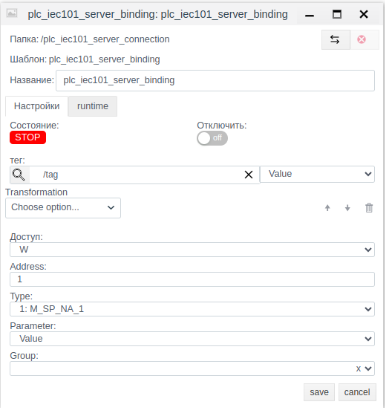 plc_iec101_server_binding: plc_iec101_server_binding
Папка: /plc_iec101_server_connection
Шаблон: plc_iec101_server_binding
Название: plc_iec101_server_binding
Настройки runtime
Состояние: Отключить:
STOP off
тег:
/tag Value
Transformation
Choose option...
Доступ:
W
Address:
1
Type:
1: M_SP_NA_1
Parameter:
Value
Group:
x
save cancel